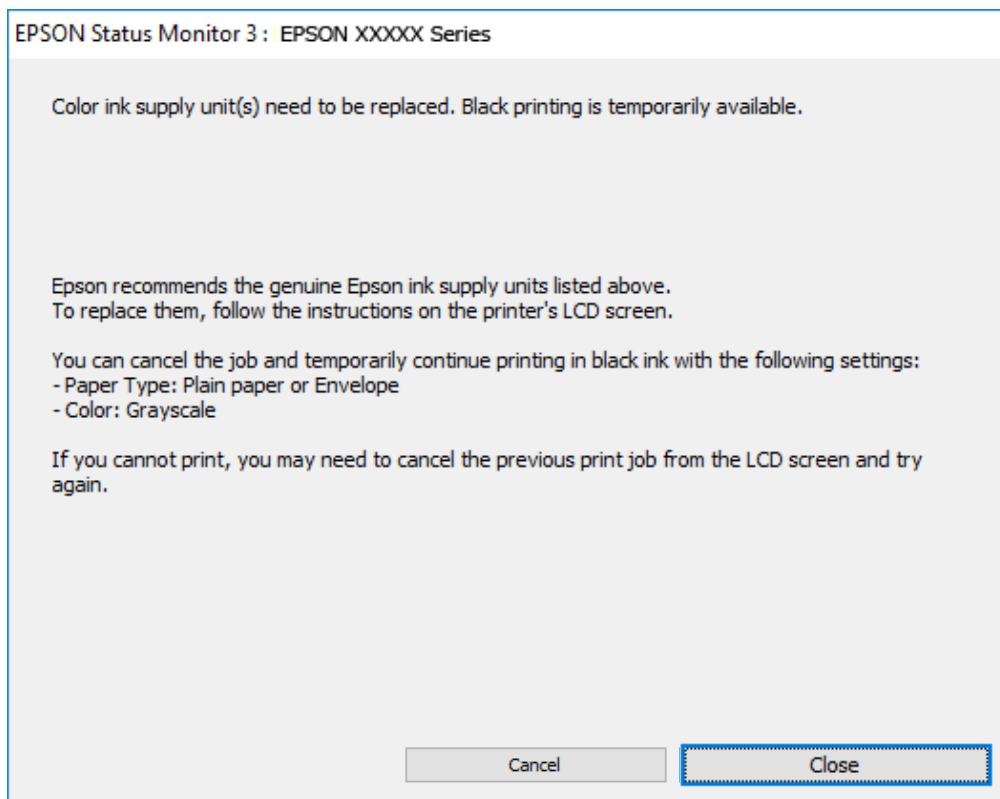 EPSON Status Monitor 3 : EPSON XXXXX Series
Color ink supply unit(s) need to be replaced. Black printing is temporarily available.
Epson recommends the genuine Epson ink supply units listed above.
To replace them, follow the instructions on the printer's LCD screen.
You can cancel the job and temporarily continue printing in black ink with the following settings:
- Paper Type: Plain paper or Envelope
- Color: Grayscale
If you cannot print, you may need to cancel the previous print job from the LCD screen and try
again.
Cancel Close